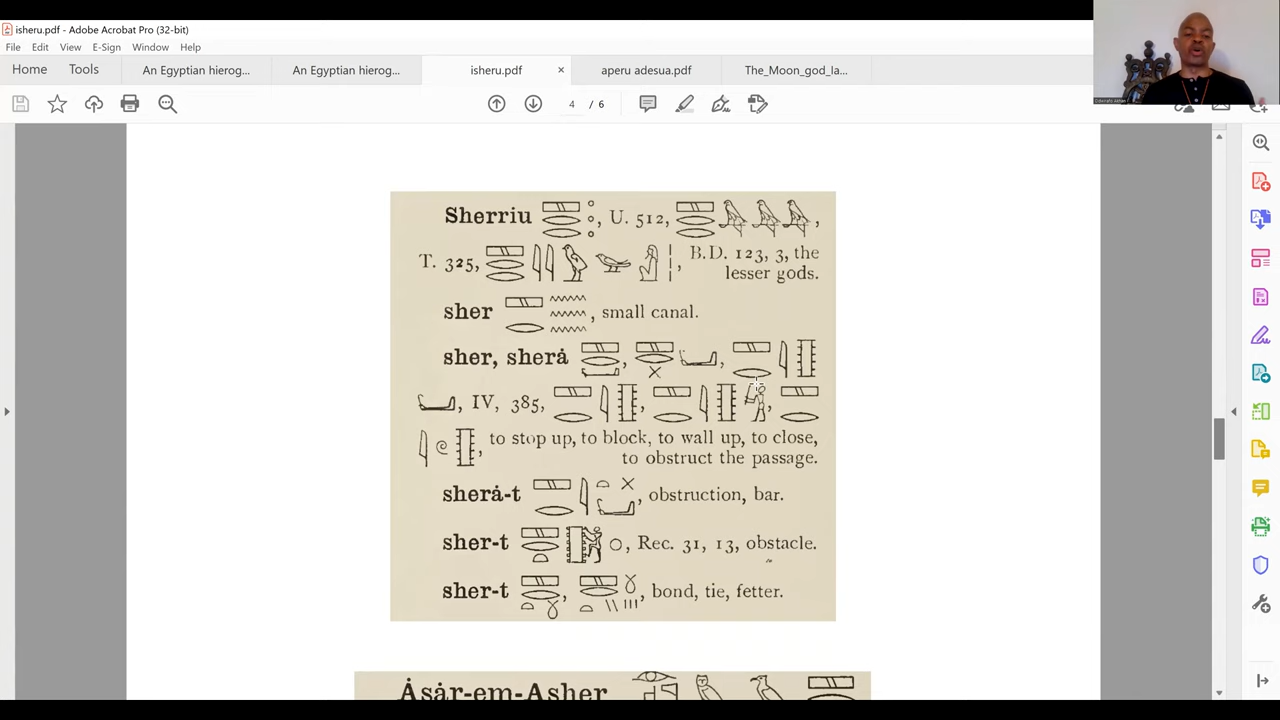 isheru.pdf - Adobe Acrobat Pro (32-bit)
File Edit View E-Sign Window Help
Home Tools An Egyptian hierog... An Egyptian hierog... isheru.pdf × aperu adesua.pdf The_Moon_god_la...
4 / 6
Sherriu , U. 512, ,
T. 325, , B.D. 123, 3, the
lesser gods.
sher , small canal.
sher, sherȧ , ,
, IV, 385, , ,
, to stop up, to block, to wall up, to close,
to obstruct the passage.
sherȧ-t , obstruction, bar.
sher-t , Rec. 31, 13, obstacle.
sher-t , , bond, tie, fetter.
Ȧsȧr-em-Asher